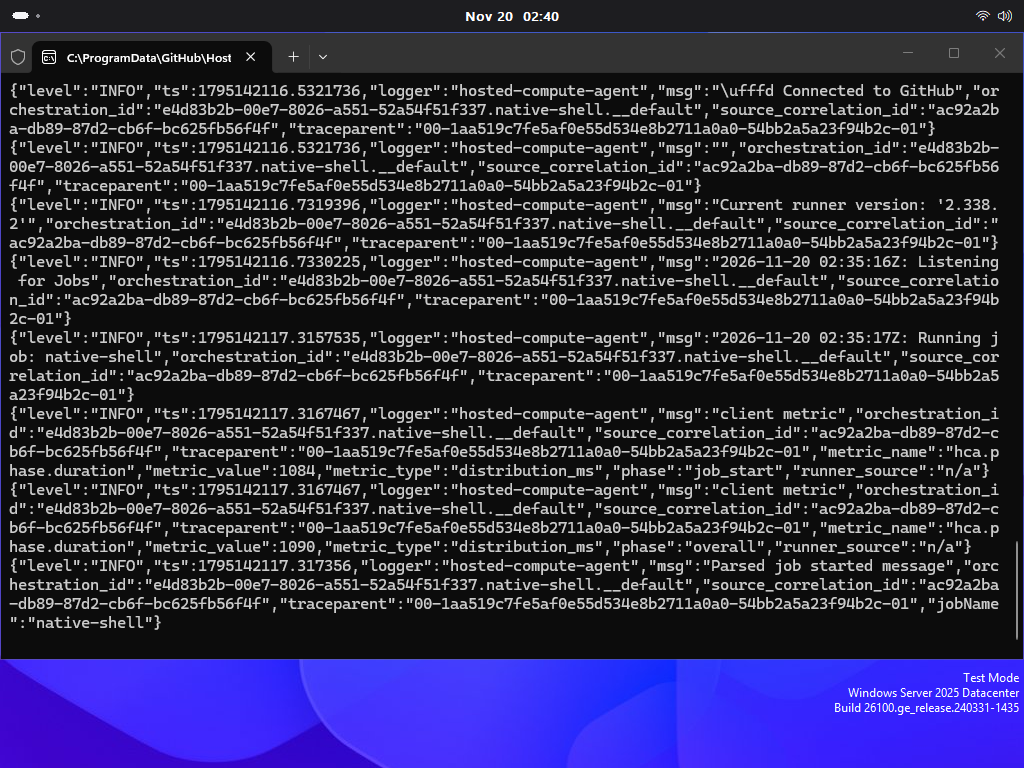 Nov 20 02:40
C:\ProgramData\GitHub\Host
{"level":"INFO","ts":1795142116.5321736,"logger":"hosted-compute-agent","msg":"\ufffd Connected to GitHub","or
chestration_id":"e4d83b2b-00e7-8026-a551-52a54f51f337.native-shell.__default","source_correlation_id":"ac92a2b
a-db89-87d2-cb6f-bc625fb56f4f","traceparent":"00-1aa519c7fe5af0e55d534e8b2711a0a0-54bb2a5a23f94b2c-01"}
{"level":"INFO","ts":1795142116.5321736,"logger":"hosted-compute-agent","msg":"","orchestration_id":"e4d83b2b-
00e7-8026-a551-52a54f51f337.native-shell.__default","source_correlation_id":"ac92a2ba-db89-87d2-cb6f-bc625fb56
f4f","traceparent":"00-1aa519c7fe5af0e55d534e8b2711a0a0-54bb2a5a23f94b2c-01"}
{"level":"INFO","ts":1795142116.7319396,"logger":"hosted-compute-agent","msg":"Current runner version: '2.338.
2'","orchestration_id":"e4d83b2b-00e7-8026-a551-52a54f51f337.native-shell.__default","source_correlation_id":"
ac92a2ba-db89-87d2-cb6f-bc625fb56f4f","traceparent":"00-1aa519c7fe5af0e55d534e8b2711a0a0-54bb2a5a23f94b2c-01"}
{"level":"INFO","ts":1795142116.7330225,"logger":"hosted-compute-agent","msg":"2026-11-20 02:35:16Z: Listening
 for Jobs","orchestration_id":"e4d83b2b-00e7-8026-a551-52a54f51f337.native-shell.__default","source_correlatio
n_id":"ac92a2ba-db89-87d2-cb6f-bc625fb56f4f","traceparent":"00-1aa519c7fe5af0e55d534e8b2711a0a0-54bb2a5a23f94b
2c-01"}
{"level":"INFO","ts":1795142117.3157535,"logger":"hosted-compute-agent","msg":"2026-11-20 02:35:17Z: Running j
ob: native-shell","orchestration_id":"e4d83b2b-00e7-8026-a551-52a54f51f337.native-shell.__default","source_cor
relation_id":"ac92a2ba-db89-87d2-cb6f-bc625fb56f4f","traceparent":"00-1aa519c7fe5af0e55d534e8b2711a0a0-54bb2a5
a23f94b2c-01"}
{"level":"INFO","ts":1795142117.3167467,"logger":"hosted-compute-agent","msg":"client metric","orchestration_i
d":"e4d83b2b-00e7-8026-a551-52a54f51f337.native-shell.__default","source_correlation_id":"ac92a2ba-db89-87d2-c
b6f-bc625fb56f4f","traceparent":"00-1aa519c7fe5af0e55d534e8b2711a0a0-54bb2a5a23f94b2c-01","metric_name":"hca.p
hase.duration","metric_value":1084,"metric_type":"distribution_ms","phase":"job_start","runner_source":"n/a"}
{"level":"INFO","ts":1795142117.3167467,"logger":"hosted-compute-agent","msg":"client metric","orchestration_i
d":"e4d83b2b-00e7-8026-a551-52a54f51f337.native-shell.__default","source_correlation_id":"ac92a2ba-db89-87d2-c
b6f-bc625fb56f4f","traceparent":"00-1aa519c7fe5af0e55d534e8b2711a0a0-54bb2a5a23f94b2c-01","metric_name":"hca.p
hase.duration","metric_value":1090,"metric_type":"distribution_ms","phase":"overall","runner_source":"n/a"}
{"level":"INFO","ts":1795142117.317356,"logger":"hosted-compute-agent","msg":"Parsed job started message","orc
hestration_id":"e4d83b2b-00e7-8026-a551-52a54f51f337.native-shell.__default","source_correlation_id":"ac92a2ba
-db89-87d2-cb6f-bc625fb56f4f","traceparent":"00-1aa519c7fe5af0e55d534e8b2711a0a0-54bb2a5a23f94b2c-01","jobName
":"native-shell"}
Test Mode
Windows Server 2025 Datacenter
Build 26100.ge_release.240331-1435